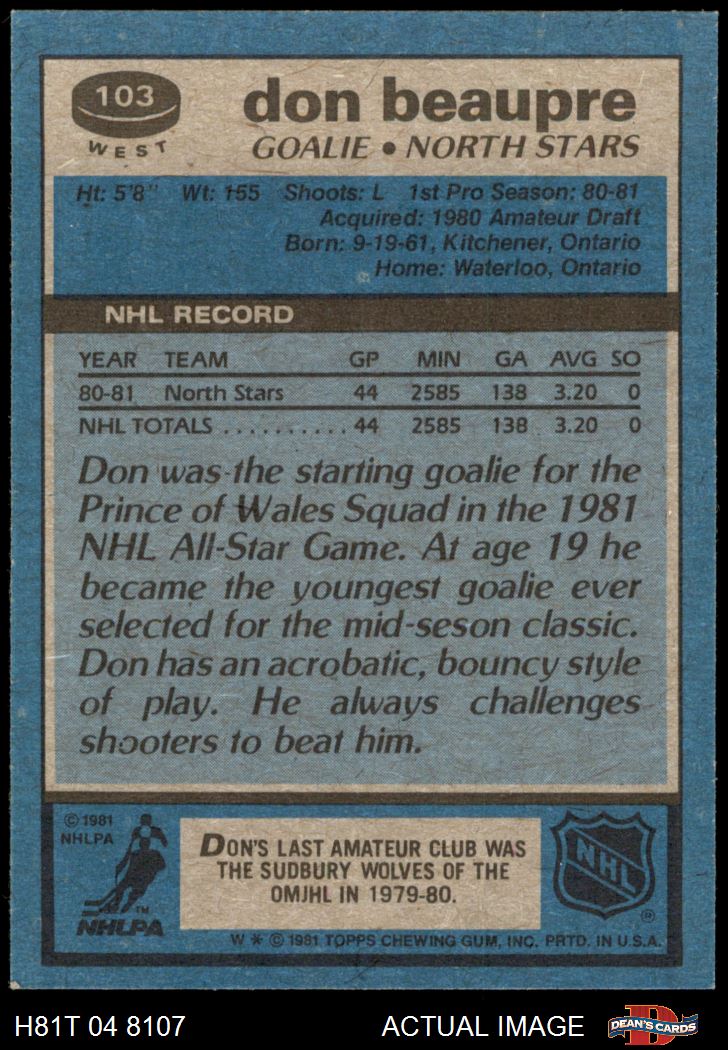 103
WEST
don beaupre
GOALIE • NORTH STARS
Ht: 5'8" Wt: 155 Shoots: L 1st Pro Season: 80-81
Acquired: 1980 Amateur Draft
Born: 9-19-61, Kitchener, Ontario
Home: Waterloo, Ontario
NHL RECORD
YEAR TEAM GP MIN GA AVG SO
80-81 North Stars 44 2585 138 3.20 0
NHL TOTALS .......... 44 2585 138 3.20 0
Don was the starting goalie for the
Prince of Wales Squad in the 1981
NHL All-Star Game. At age 19 he
became the youngest goalie ever
selected for the mid-seson classic.
Don has an acrobatic, bouncy style
of play. He always challenges
shooters to beat him.
© 1981
NHLPA
TM
NHLPA
DON'S LAST AMATEUR CLUB WAS
THE SUDBURY WOLVES OF THE
OMJHL IN 1979-80.
NHL
®
W * © 1981 TOPPS CHEWING GUM, INC. PRTD. IN U.S.A.
H81T 04 8107 ACTUAL IMAGE
DEAN'S CARDS